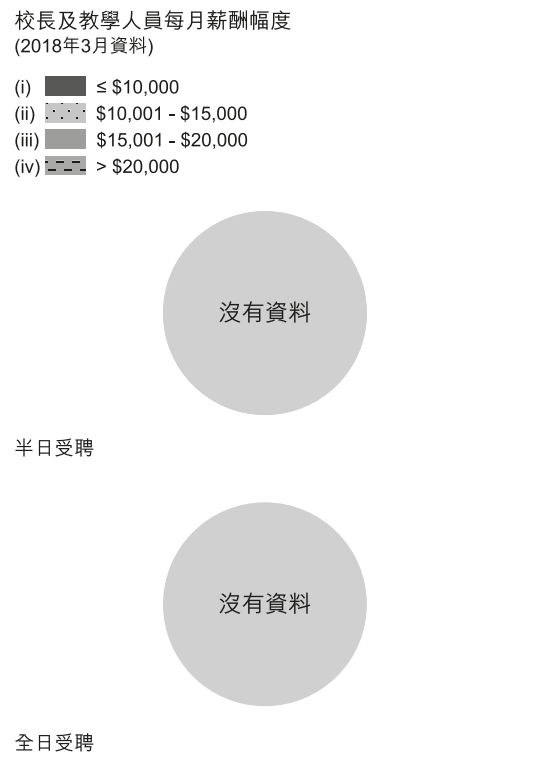 校長及教學人員每月薪酬幅度
(2018年3月資料)
(i) ≤ $10,000
(ii) $10,001 - $15,000
(iii) $15,001 - $20,000
(iv) > $20,000
沒有資料
半日受聘
沒有資料
全日受聘